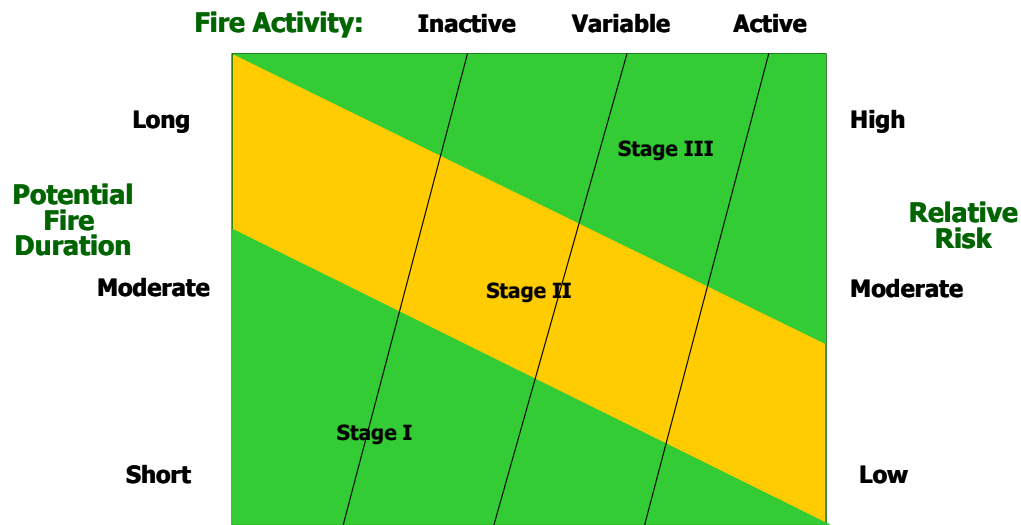 Fire Activity: Inactive Variable Active
Long
High
Stage III
Potential
Fire
Duration
Relative
Risk
Moderate
Stage II
Moderate
Stage I
Short
Low